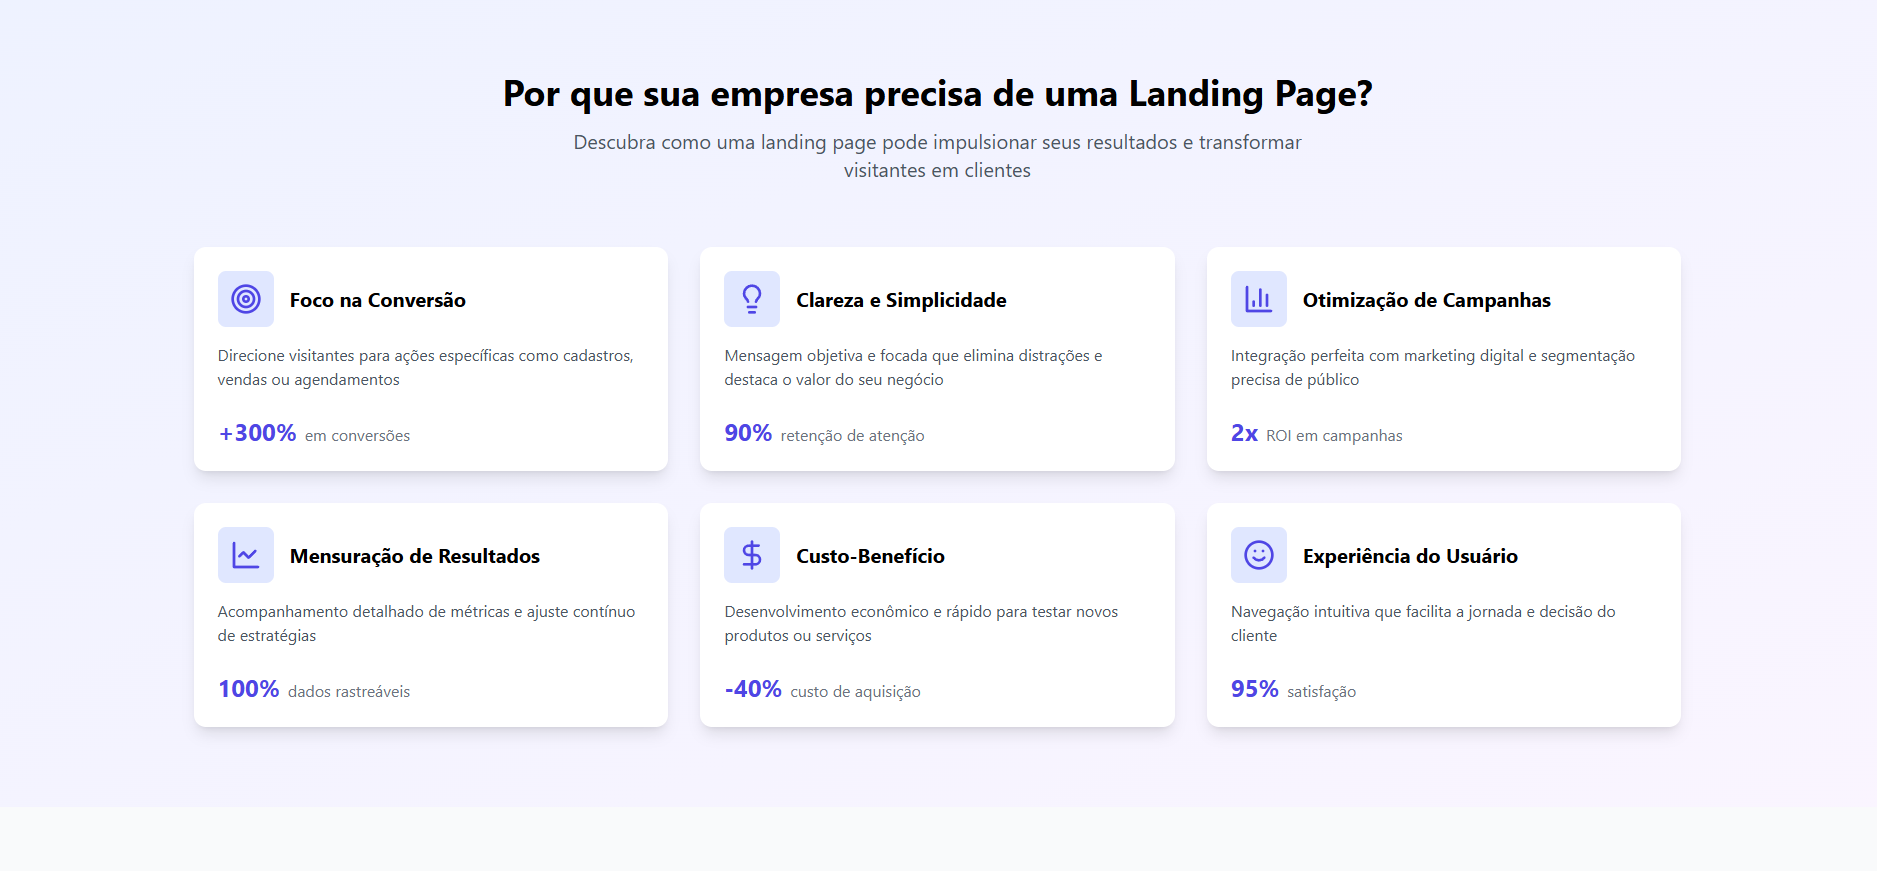 Por que sua empresa precisa de uma Landing Page?
Descubra como uma landing page pode impulsionar seus resultados e transformar
visitantes em clientes
Foco na Conversão
Direcione visitantes para ações específicas como cadastros,
vendas ou agendamentos
+300% em conversões
Clareza e Simplicidade
Mensagem objetiva e focada que elimina distrações e
destaca o valor do seu negócio
90% retenção de atenção
Otimização de Campanhas
Integração perfeita com marketing digital e segmentação
precisa de público
2x ROI em campanhas
Mensuração de Resultados
Acompanhamento detalhado de métricas e ajuste contínuo
de estratégias
100% dados rastreáveis
Custo-Benefício
Desenvolvimento econômico e rápido para testar novos
produtos ou serviços
-40% custo de aquisição
Experiência do Usuário
Navegação intuitiva que facilita a jornada e decisão do
cliente
95% satisfação